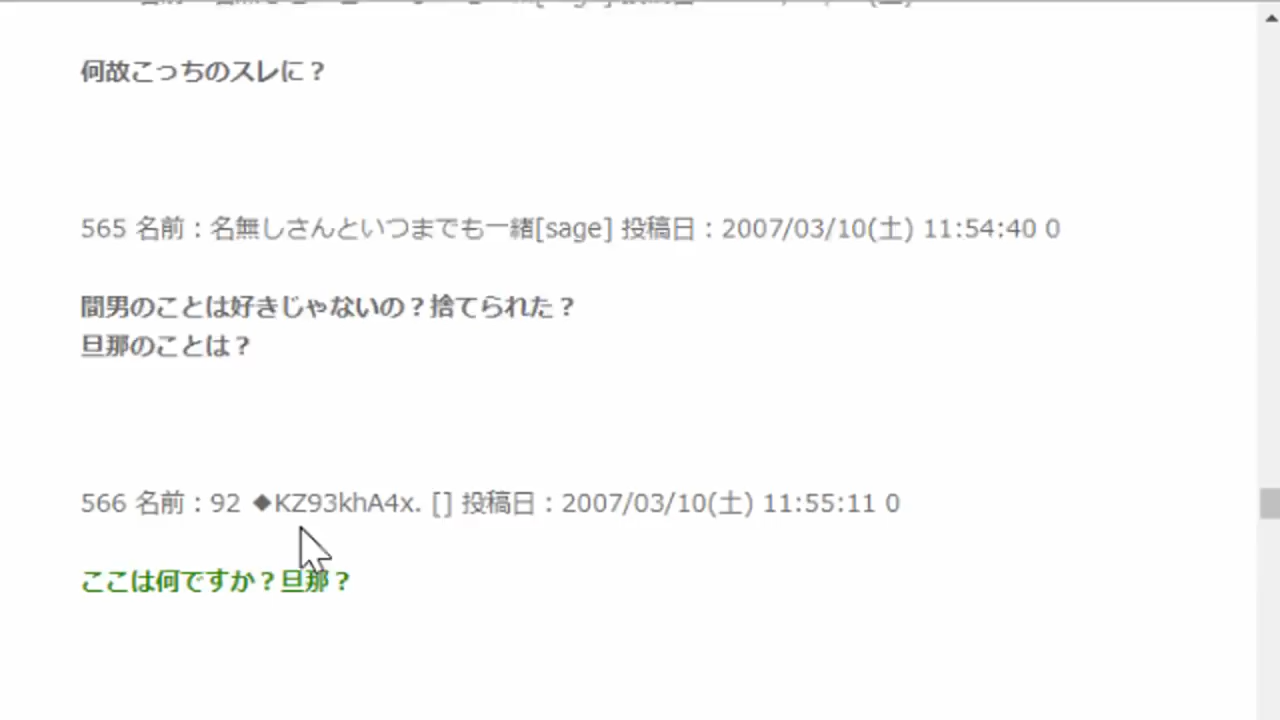 何故こっちのスレに？
565 名前：名無しさんといつまでも一緒[sage] 投稿日：2007/03/10(土) 11:54:40 0
間男のことは好きじゃないの？捨てられた？
旦那のことは？
566 名前：92 ◆KZ93khA4x. [] 投稿日：2007/03/10(土) 11:55:11 0
ここは何ですか？旦那？